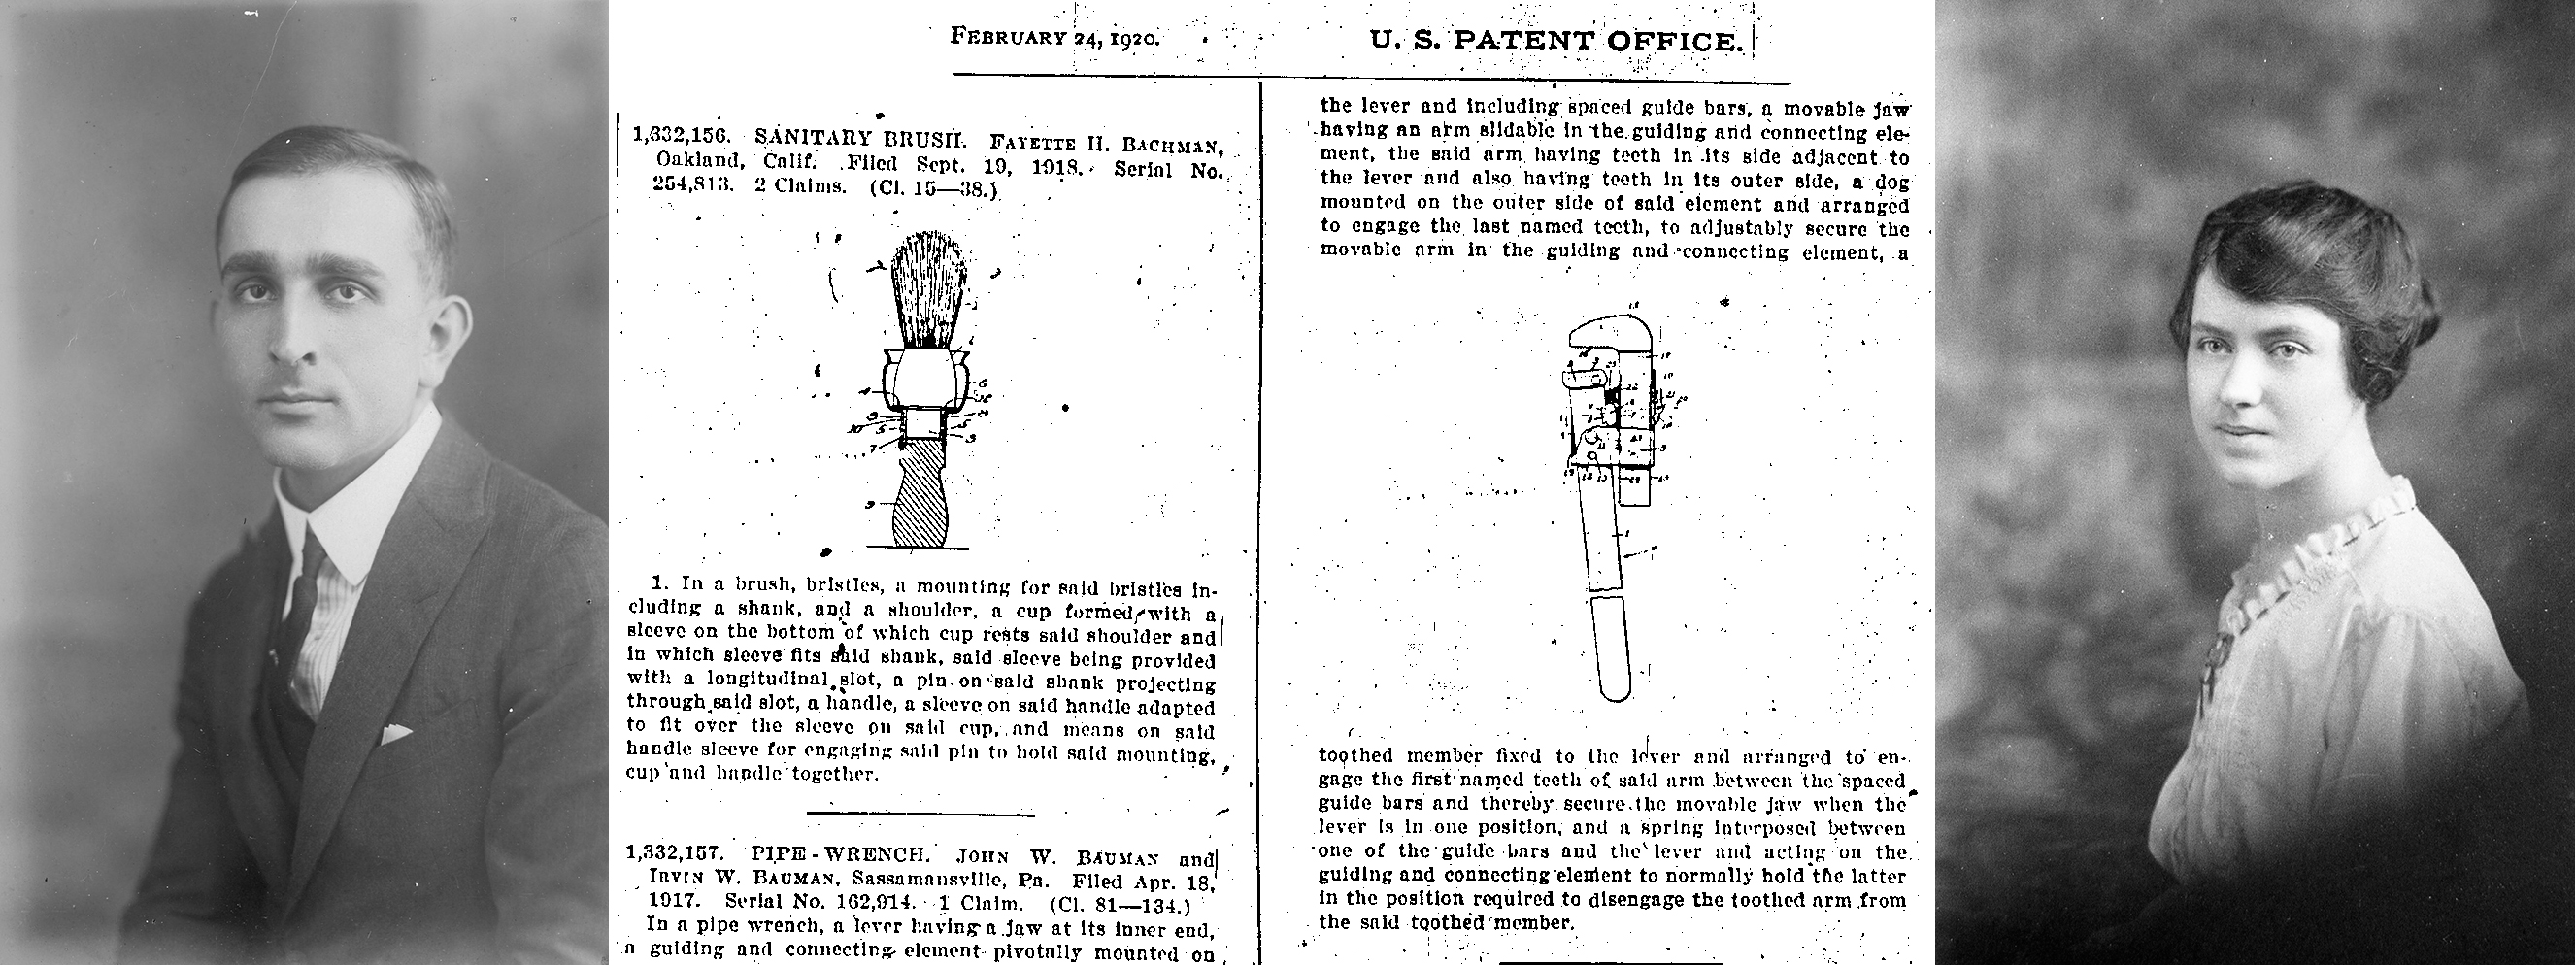 FEBRUARY 24, 1920.
U. S. PATENT OFFICE.
1,332,156. SANITARY BRUSH. FAYETTE H. BACHMAN,
Oakland, Calif. Filed Sept. 19, 1918. Serial No.
254,813. 2 Claims. (Cl. 15—38.)
1. In a brush, bristles, a mounting for said bristles in-
cluding a shank, and a shoulder, a cup formed with a
sleeve on the bottom of which cup rests said shoulder and
in which sleeve fits said shank, said sleeve being provided
with a longitudinal slot, a pin on said shank projecting
through said slot, a handle, a sleeve on said handle adapted
to fit over the sleeve on said cup, and means on said
handle sleeve for engaging said pin to hold said mounting,
cup and handle together.
1,332,157. PIPE-WRENCH. JOHN W. BAUMAN and
IRVIN W. BAUMAN, Sassamansville, Pa. Filed Apr. 18,
1917. Serial No. 162,914. 1 Claim. (Cl. 81—134.)
In a pipe wrench, a lever having a jaw at its inner end,
a guiding and connecting element pivotally mounted on
the lever and including spaced guide bars, a movable jaw
having an arm slidable in the guiding and connecting ele-
ment, the said arm having teeth in its side adjacent to
the lever and also having teeth in its outer side, a dog
mounted on the outer side of said element and arranged
to engage the last named teeth, to adjustably secure the
movable arm in the guiding and connecting element, a
toothed member fixed to the lever and arranged to en-
gage the first named teeth of said arm between the spaced
guide bars and thereby secure the movable jaw when the
lever is in one position, and a spring interposed between
one of the guide bars and the lever and acting on the
guiding and connecting element to normally hold the latter
in the position required to disengage the toothed arm from
the said toothed member.